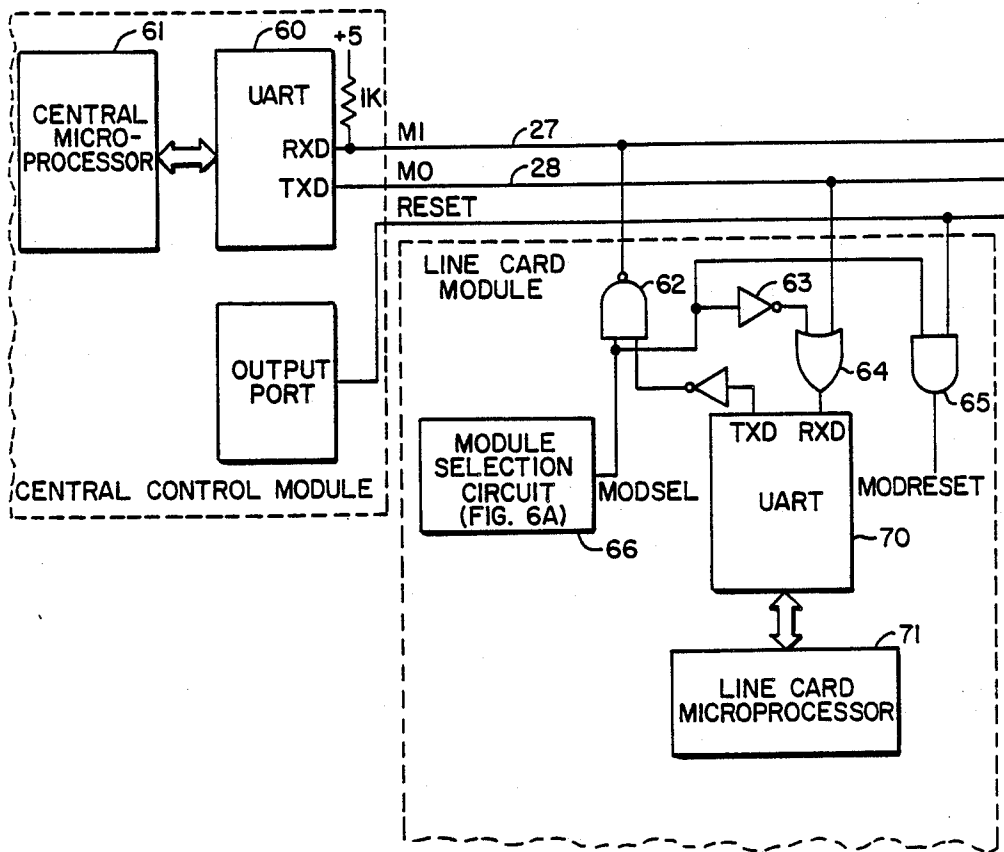 61
60
+5
CENTRAL
MICRO-
PROCESSOR
UART
RXD
TXD
1K
MI
27
MO
28
RESET
LINE CARD
MODULE
62
63
64
65
OUTPUT
PORT
CENTRAL CONTROL MODULE
MODULE
SELECTION
CIRCUIT
(FIG. 6A)
66
MODSEL
TXD RXD
UART
70
MODRESET
71
LINE CARD
MICROPROCESSOR